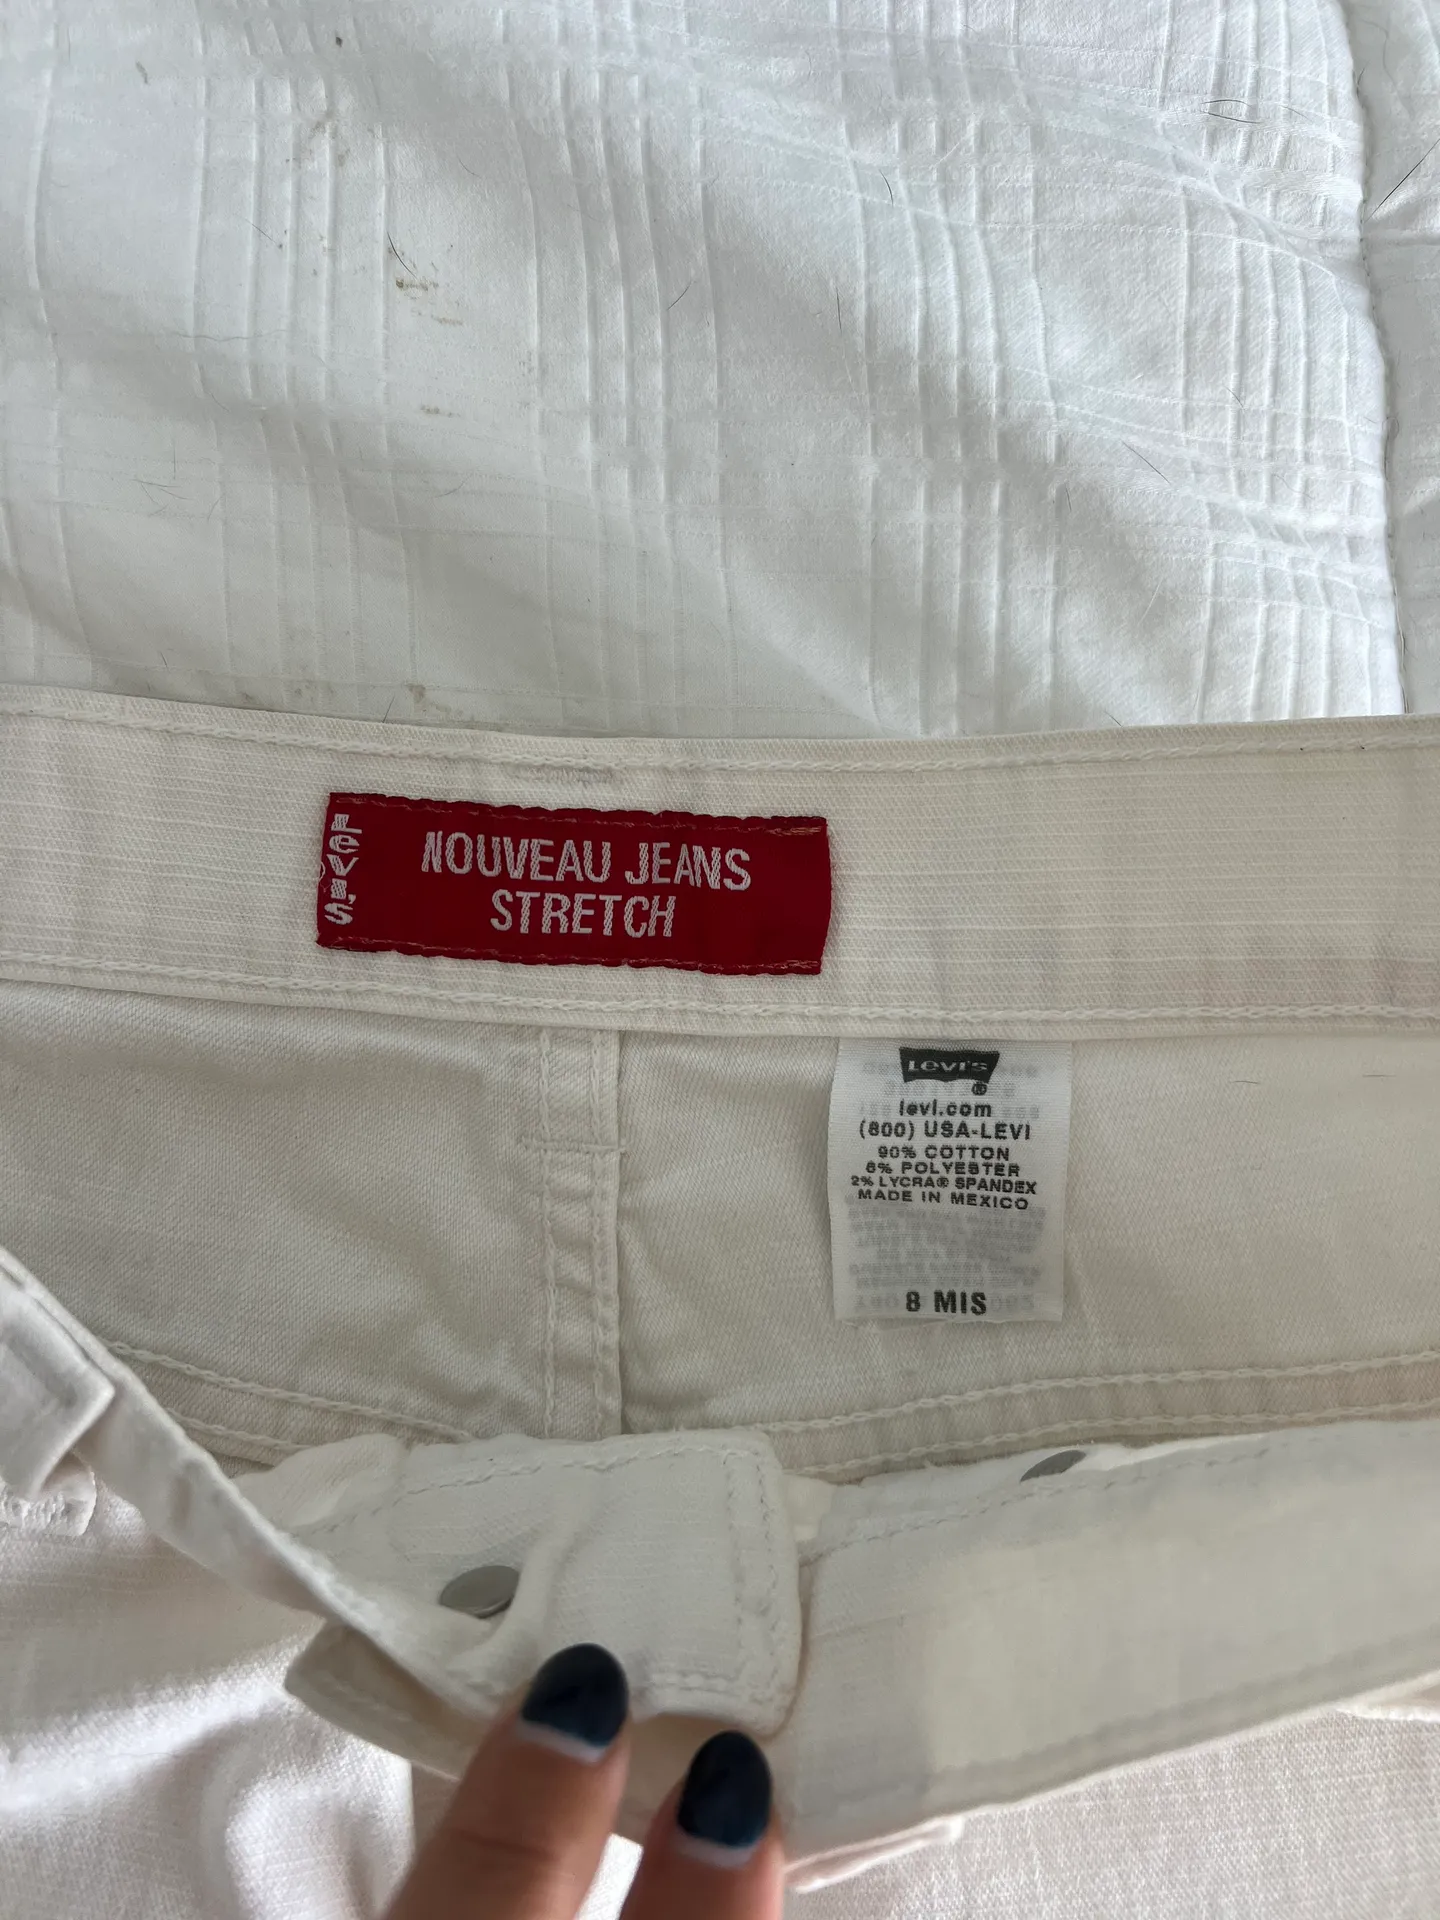 Levi's
NOUVEAU JEANS
STRETCH
Levi's
®
levi.com
(800) USA-LEVI
90% COTTON
8% POLYESTER
2% LYCRA® SPANDEX
MADE IN MEXICO
8 MIS